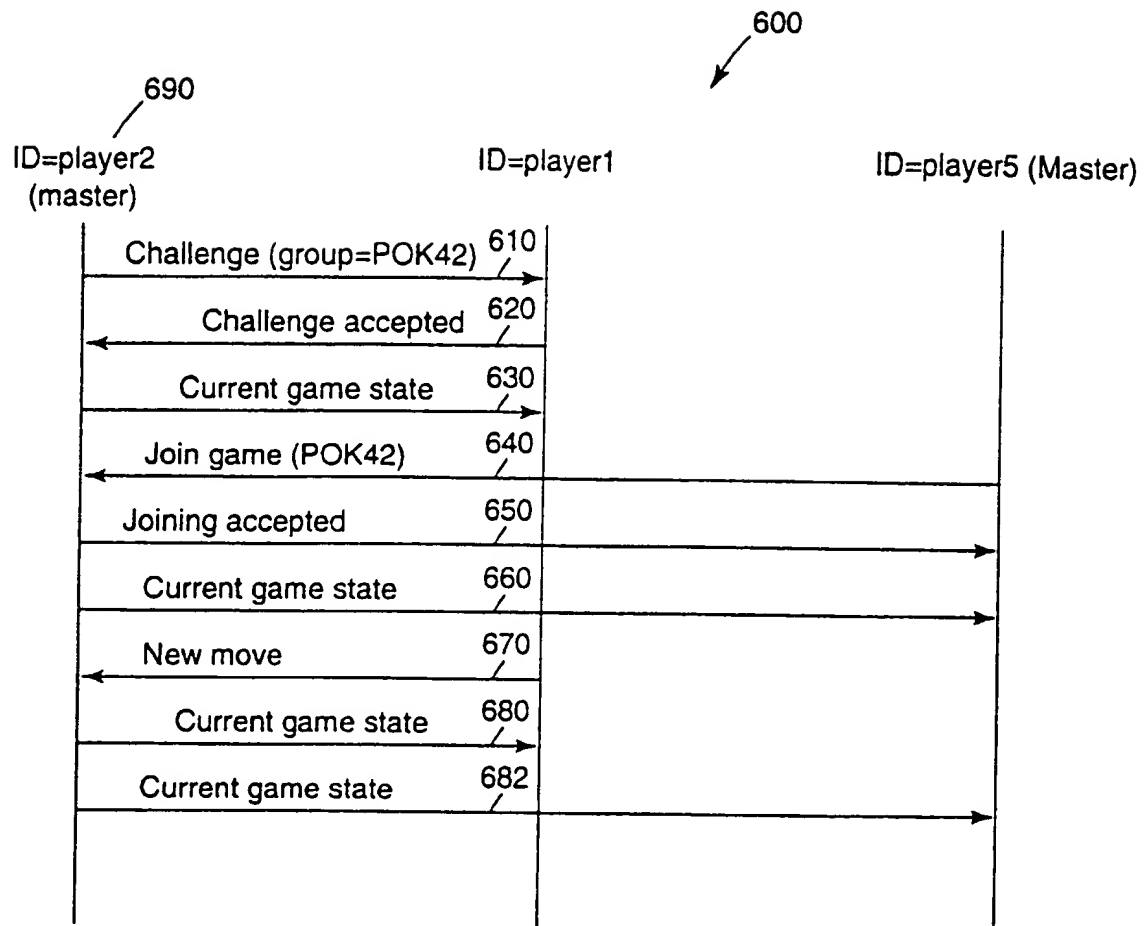 600
690
ID=player2
(master)
ID=player1
ID=player5 (Master)
Challenge (group=POK42) 610
Challenge accepted 620
Current game state 630
Join game (POK42) 640
Joining accepted 650
Current game state 660
New move 670
Current game state 680
Current game state 682